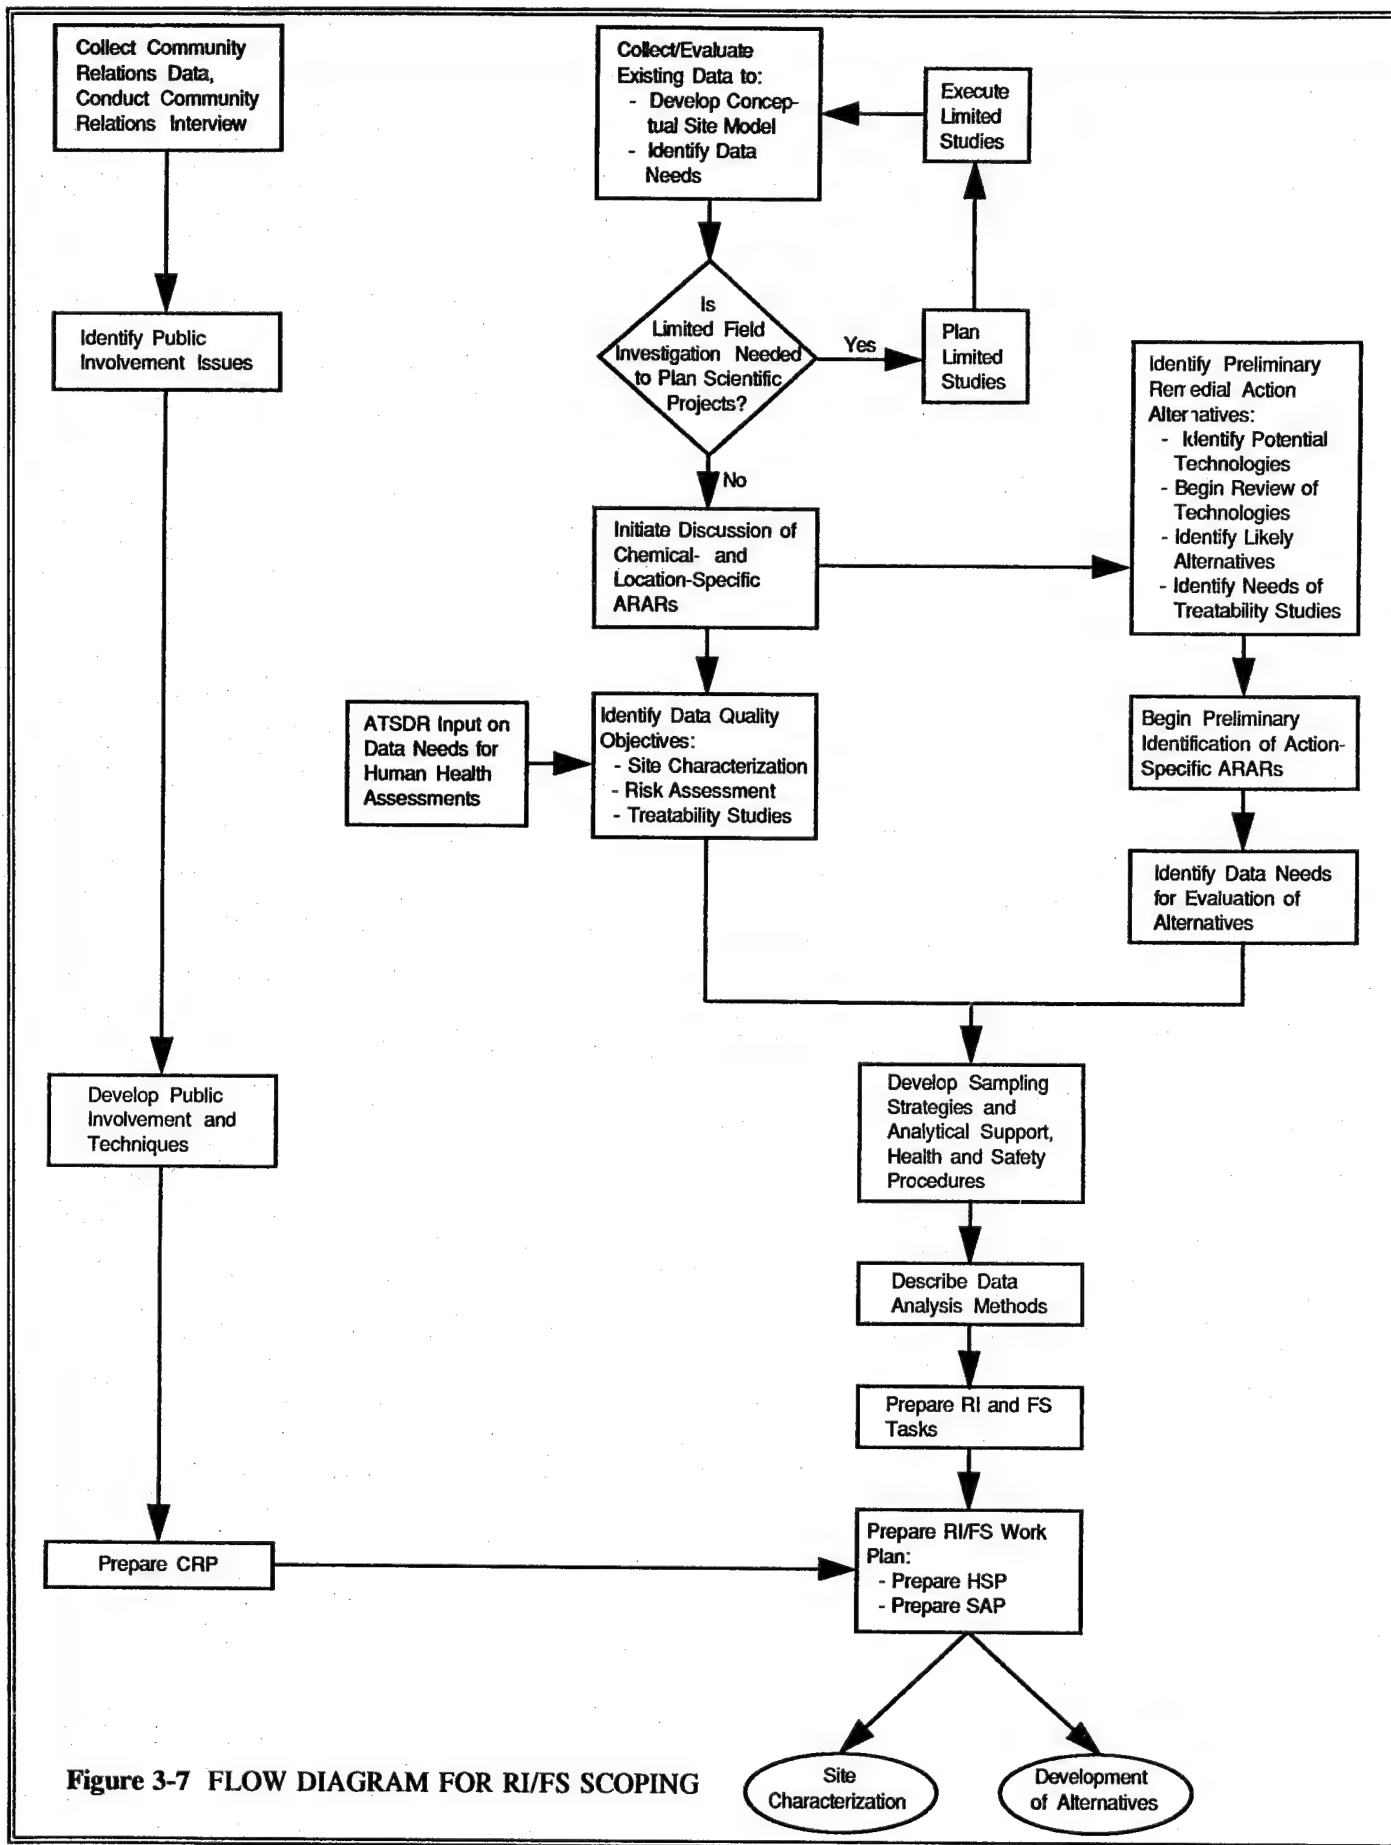 Collect Community
Relations Data,
Conduct Community
Relations Interview
Identify Public
Involvement Issues
Develop Public
Involvement and
Techniques
Prepare CRP
Collect/Evaluate
Existing Data to:
- Develop Concep-
tual Site Model
- Identify Data
Needs
Execute
Limited
Studies
Is
Limited Field
Investigation Needed
to Plan Scientific
Projects?
Yes
Plan
Limited
Studies
No
Initiate Discussion of
Chemical- and
Location-Specific
ARARs
Identify Preliminary
Remedial Action
Alternatives:
- Identify Potential
Technologies
- Begin Review of
Technologies
- Identify Likely
Alternatives
- Identify Needs of
Treatability Studies
ATSDR Input on
Data Needs for
Human Health
Assessments
Identify Data Quality
Objectives:
- Site Characterization
- Risk Assessment
- Treatability Studies
Begin Preliminary
Identification of Action-
Specific ARARs
Identify Data Needs
for Evaluation of
Alternatives
Develop Sampling
Strategies and
Analytical Support,
Health and Safety
Procedures
Describe Data
Analysis Methods
Prepare RI and FS
Tasks
Prepare RI/FS Work
Plan:
- Prepare HSP
- Prepare SAP
Site
Characterization
Development
of Alternatives
Figure 3-7 FLOW DIAGRAM FOR RI/FS SCOPING